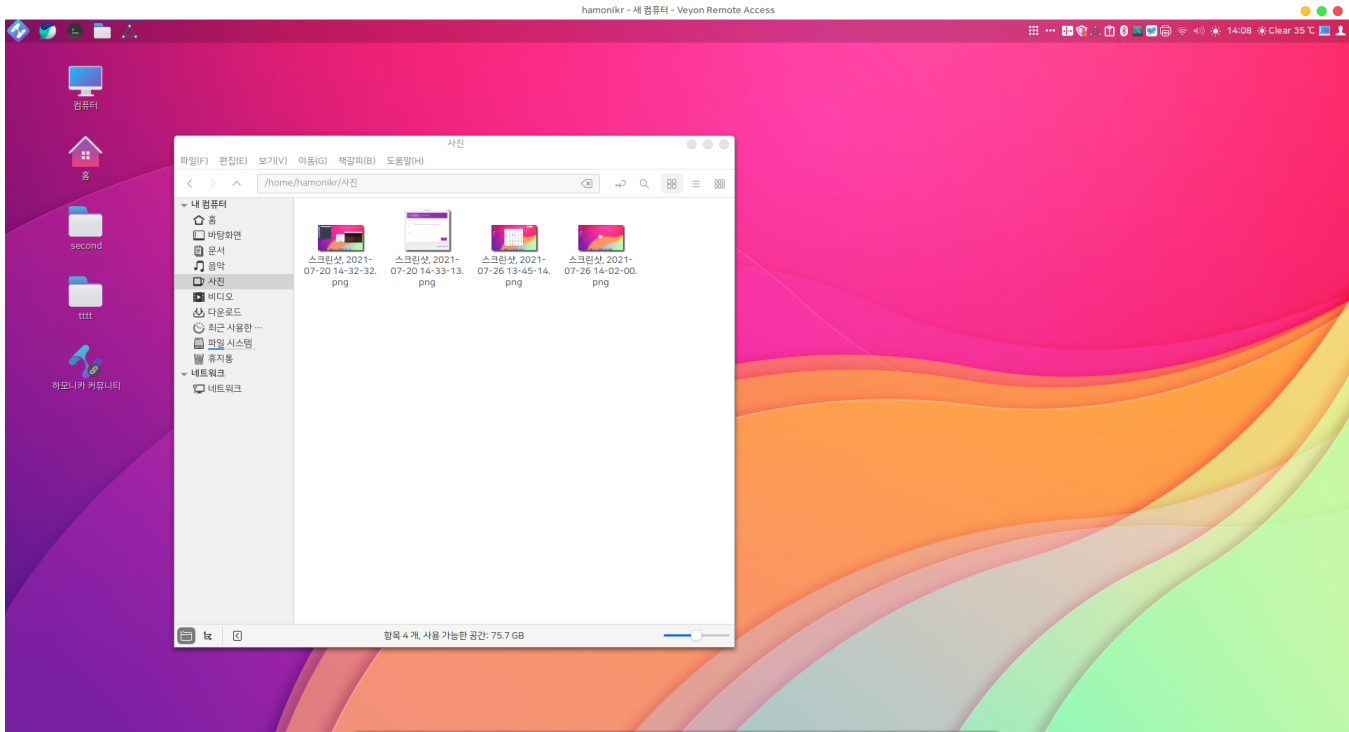 hamonikr - 새 컴퓨터 - Veyon Remote Access
14:08 Clear 35 ℃
컴퓨터
홈
second
tttt
하모니카 커뮤니티
사진
파일(F) 편집(E) 보기(V) 이동(G) 책갈피(B) 도움말(H)
/home/hamonikr/사진
내 컴퓨터
홈
바탕화면
문서
음악
사진
비디오
다운로드
최근 사용한 …
파일 시스템
휴지통
네트워크
네트워크
스크린샷, 2021-
07-20 14-32-32.
png
스크린샷, 2021-
07-20 14-33-13.
png
스크린샷, 2021-
07-26 13-45-14.
png
스크린샷, 2021-
07-26 14-02-00.
png
항목 4 개, 사용 가능한 공간: 75.7 GB